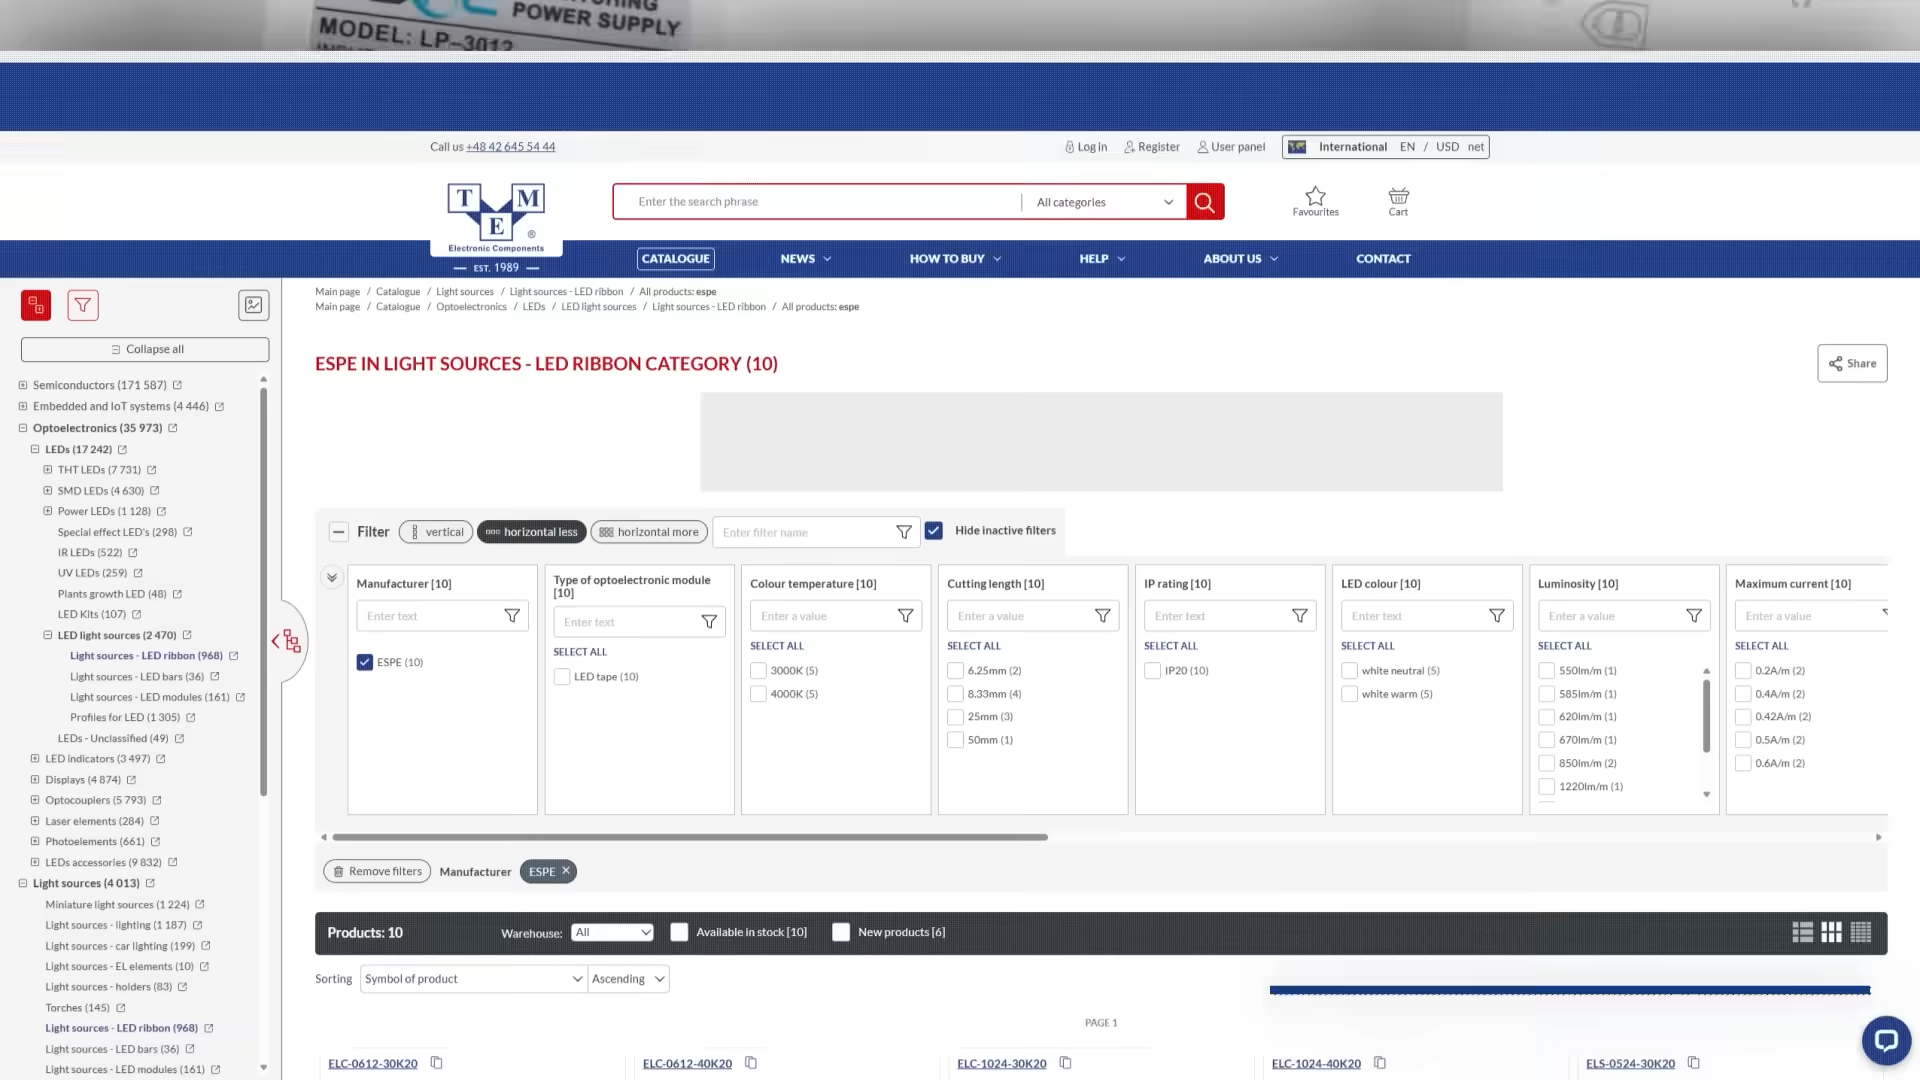 POWER SUPPLY
MODEL: LP-3012
Call us +48 42 645 54 44
Log in
Register
User panel
International EN / USD net
T M E ®
Electronic Components
EST. 1989
Enter the search phrase
All categories
Favourites
Cart
CATALOGUE
NEWS
HOW TO BUY
HELP
ABOUT US
CONTACT
Main page / Catalogue / Light sources / Light sources - LED ribbon / All products: espe
Main page / Catalogue / Optoelectronics / LEDs / LED light sources / Light sources - LED ribbon / All products: espe
Collapse all
Semiconductors (171 587)
Embedded and IoT systems (4 446)
Optoelectronics (35 973)
LEDs (17 242)
THT LEDs (7 731)
SMD LEDs (4 630)
Power LEDs (1 128)
Special effect LED's (298)
IR LEDs (522)
UV LEDs (259)
Plants growth LED (48)
LED Kits (107)
LED light sources (2 470)
Light sources - LED ribbon (968)
Light sources - LED bars (36)
Light sources - LED modules (161)
Profiles for LED (1 305)
LEDs - Unclassified (49)
LED indicators (3 497)
Displays (4 874)
Optocouplers (5 793)
Laser elements (284)
Photoelements (661)
LEDs accessories (9 832)
Light sources (4 013)
Miniature light sources (1 224)
Light sources - lighting (1 187)
Light sources - car lighting (199)
Light sources - EL elements (10)
Light sources - holders (83)
Torches (145)
Light sources - LED ribbon (968)
Light sources - LED bars (36)
Light sources - LED modules (161)
ESPE IN LIGHT SOURCES - LED RIBBON CATEGORY (10)
Share
Filter
vertical
horizontal less
horizontal more
Enter filter name
Hide inactive filters
Manufacturer [10]
Enter text
ESPE (10)
Type of optoelectronic module
[10]
Enter text
SELECT ALL
LED tape (10)
Colour temperature [10]
Enter a value
SELECT ALL
3000K (5)
4000K (5)
Cutting length [10]
Enter a value
SELECT ALL
6.25mm (2)
8.33mm (4)
25mm (3)
50mm (1)
IP rating [10]
Enter text
SELECT ALL
IP20 (10)
LED colour [10]
Enter text
SELECT ALL
white neutral (5)
white warm (5)
Luminosity [10]
Enter a value
SELECT ALL
550lm/m (1)
585lm/m (1)
620lm/m (1)
670lm/m (1)
850lm/m (2)
1220lm/m (1)
Maximum current [10]
Enter a value
SELECT ALL
0.2A/m (2)
0.4A/m (2)
0.42A/m (2)
0.5A/m (2)
0.6A/m (2)
Remove filters
Manufacturer
ESPE
Products: 10
Warehouse: All
Available in stock [10]
New products [6]
Sorting Symbol of product Ascending
PAGE 1
ELC-0612-30K20
ELC-0612-40K20
ELC-1024-30K20
ELC-1024-40K20
ELS-0524-30K20